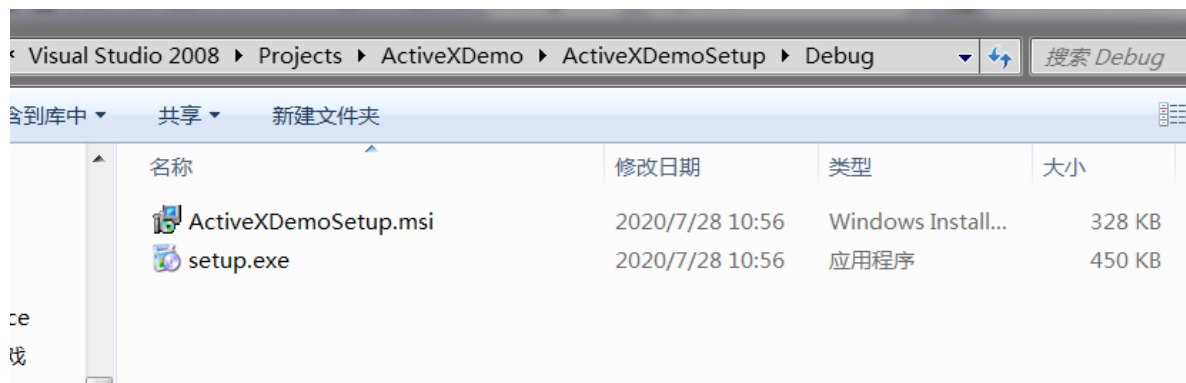 Visual Studio 2008 ▸ Projects ▸ ActiveXDemo ▸ ActiveXDemoSetup ▸ Debug 搜索 Debug
含到库中 共享 新建文件夹
名称 修改日期 类型 大小
ActiveXDemoSetup.msi 2020/7/28 10:56 Windows Install... 328 KB
setup.exe 2020/7/28 10:56 应用程序 450 KB
ce
戏